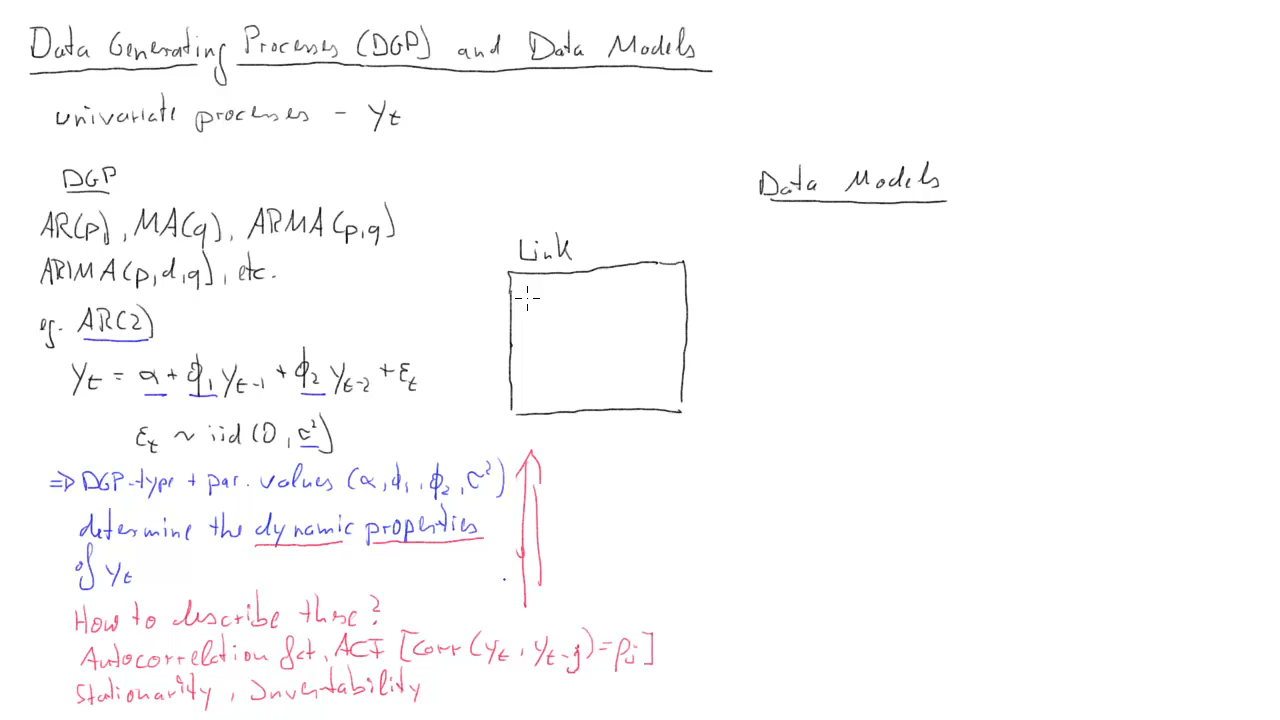 Data Generating Processes (DGP) and Data Models
univariate processes - yt
DGP
AR(p), MA(q), ARMA(p,q)
ARIMA(p,d,q), etc.
eg. AR(2)
yt = α + ϕ1 yt-1 + ϕ2 yt-2 + εt
εt ~ iid (0, σ²)
=> DGP-type + par. values (α, ϕ1, ϕ2, σ²)
determine the dynamic properties
of yt
How to describe these?
Autocorrelation fct, ACF [corr(yt, yt-j) = ρj]
Stationarity, Invertability
Link
Data Models